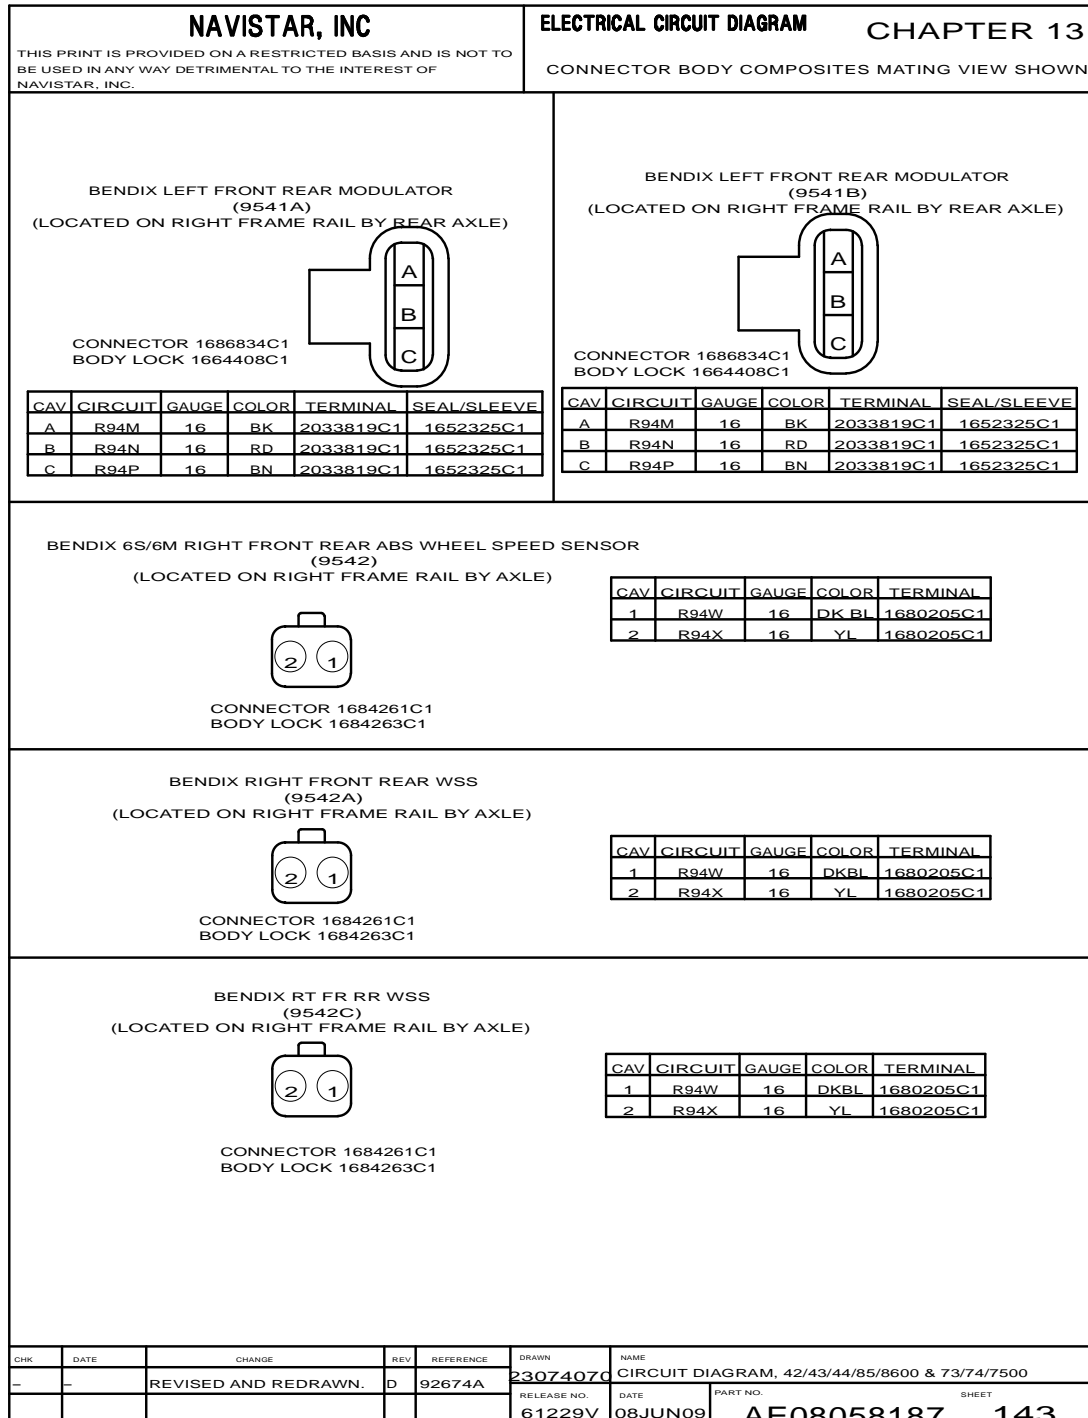 NAVISTAR, INC
THIS PRINT IS PROVIDED ON A RESTRICTED BASIS AND IS NOT TO
BE USED IN ANY WAY DETRIMENTAL TO THE INTEREST OF
NAVISTAR, INC.
ELECTRICAL CIRCUIT DIAGRAM CHAPTER 13
CONNECTOR BODY COMPOSITES MATING VIEW SHOWN
BENDIX LEFT FRONT REAR MODULATOR
(9541A)
(LOCATED ON RIGHT FRAME RAIL BY REAR AXLE)
A
B
C
CONNECTOR 1686834C1
BODY LOCK 1664408C1
CAV CIRCUIT GAUGE COLOR TERMINAL SEAL/SLEEVE
A R94M 16 BK 2033819C1 1652325C1
B R94N 16 RD 2033819C1 1652325C1
C R94P 16 BN 2033819C1 1652325C1
BENDIX LEFT FRONT REAR MODULATOR
(9541B)
(LOCATED ON RIGHT FRAME RAIL BY REAR AXLE)
A
B
C
CONNECTOR 1686834C1
BODY LOCK 1664408C1
CAV CIRCUIT GAUGE COLOR TERMINAL SEAL/SLEEVE
A R94M 16 BK 2033819C1 1652325C1
B R94N 16 RD 2033819C1 1652325C1
C R94P 16 BN 2033819C1 1652325C1
BENDIX 6S/6M RIGHT FRONT REAR ABS WHEEL SPEED SENSOR
(9542)
(LOCATED ON RIGHT FRAME RAIL BY AXLE)
2 1
CONNECTOR 1684261C1
BODY LOCK 1684263C1
CAV CIRCUIT GAUGE COLOR TERMINAL
1 R94W 16 DK BL 1680205C1
2 R94X 16 YL 1680205C1
BENDIX RIGHT FRONT REAR WSS
(9542A)
(LOCATED ON RIGHT FRAME RAIL BY AXLE)
2 1
CONNECTOR 1684261C1
BODY LOCK 1684263C1
CAV CIRCUIT GAUGE COLOR TERMINAL
1 R94W 16 DKBL 1680205C1
2 R94X 16 YL 1680205C1
BENDIX RT FR RR WSS
(9542C)
(LOCATED ON RIGHT FRAME RAIL BY AXLE)
2 1
CONNECTOR 1684261C1
BODY LOCK 1684263C1
CAV CIRCUIT GAUGE COLOR TERMINAL
1 R94W 16 DKBL 1680205C1
2 R94X 16 YL 1680205C1
CHK DATE CHANGE REV REFERENCE DRAWN NAME
– – REVISED AND REDRAWN. D 92674A 23074070 CIRCUIT DIAGRAM, 42/43/44/85/8600 & 73/74/7500
RELEASE NO. DATE PART NO. SHEET
61229V 08JUN09 AE08058187 143